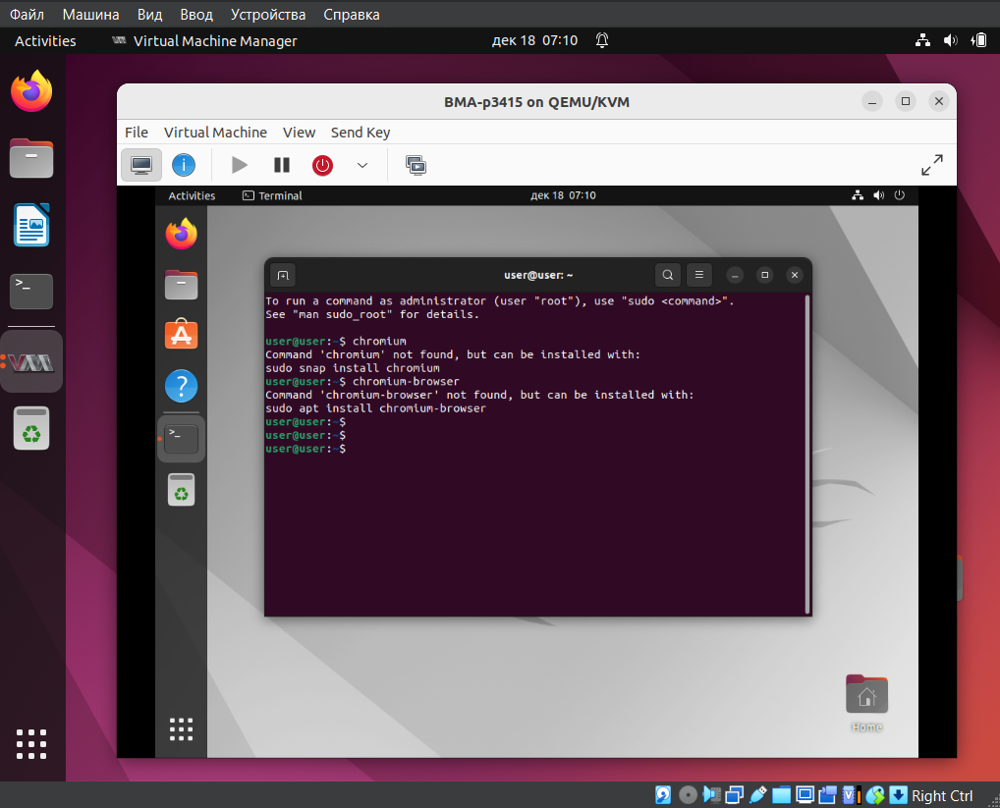 Файл Машина Вид Ввод Устройства Справка
Activities Virtual Machine Manager дек 18 07:10
BMA-p3415 on QEMU/KVM
File Virtual Machine View Send Key
Activities Terminal дек 18 07:10
user@user: ~
To run a command as administrator (user "root"), use "sudo <command>".
See "man sudo_root" for details.
user@user:~$ chromium
Command 'chromium' not found, but can be installed with:
sudo snap install chromium
user@user:~$ chromium-browser
Command 'chromium-browser' not found, but can be installed with:
sudo apt install chromium-browser
user@user:~$
user@user:~$
user@user:~$
Home
Right Ctrl